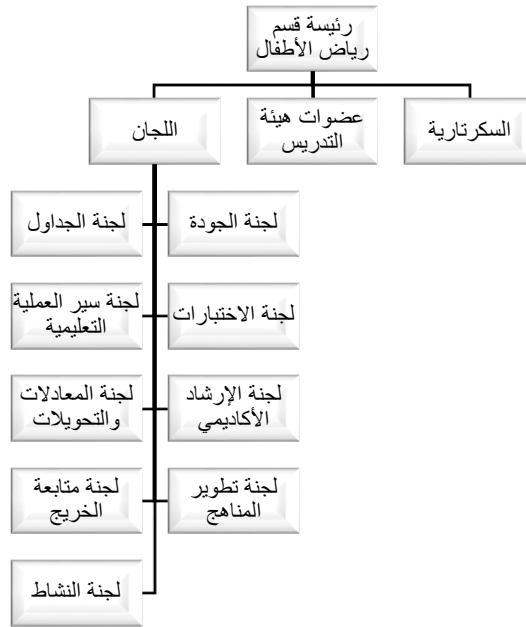 رئيسة قسم
رياض الأطفال
السكرتارية
عضوات هيئة
التدريس
اللجان
لجنة الجودة
لجنة الجداول
لجنة الاختبارات
لجنة سير العملية
التعليمية
لجنة الإرشاد
الأكاديمي
لجنة المعادلات
والتحويلات
لجنة تطوير
المناهج
لجنة متابعة
الخريج
لجنة النشاط